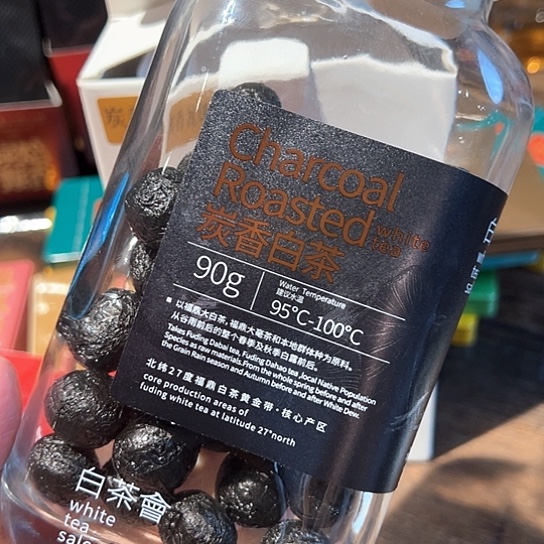 Charcoal
Roasted white
tea
炭香白茶
90g
Water Temperature
建议水温
95℃-100℃
以福鼎大白茶,福鼎大毫茶和本地群体种为原料。
从谷雨前后的整个春季及秋季白露前后。
Takes Fuding Dabai tea, Fuding Dahao tea ,local Native Population
Species as raw materials.From the whole spring before and after
the Grain Rain season and Autumn before and after White Dew.
北纬27度福鼎白茶黄金带·核心产区
core production areas of
fuding white tea at latitude 27°north
白茶會
white
tea